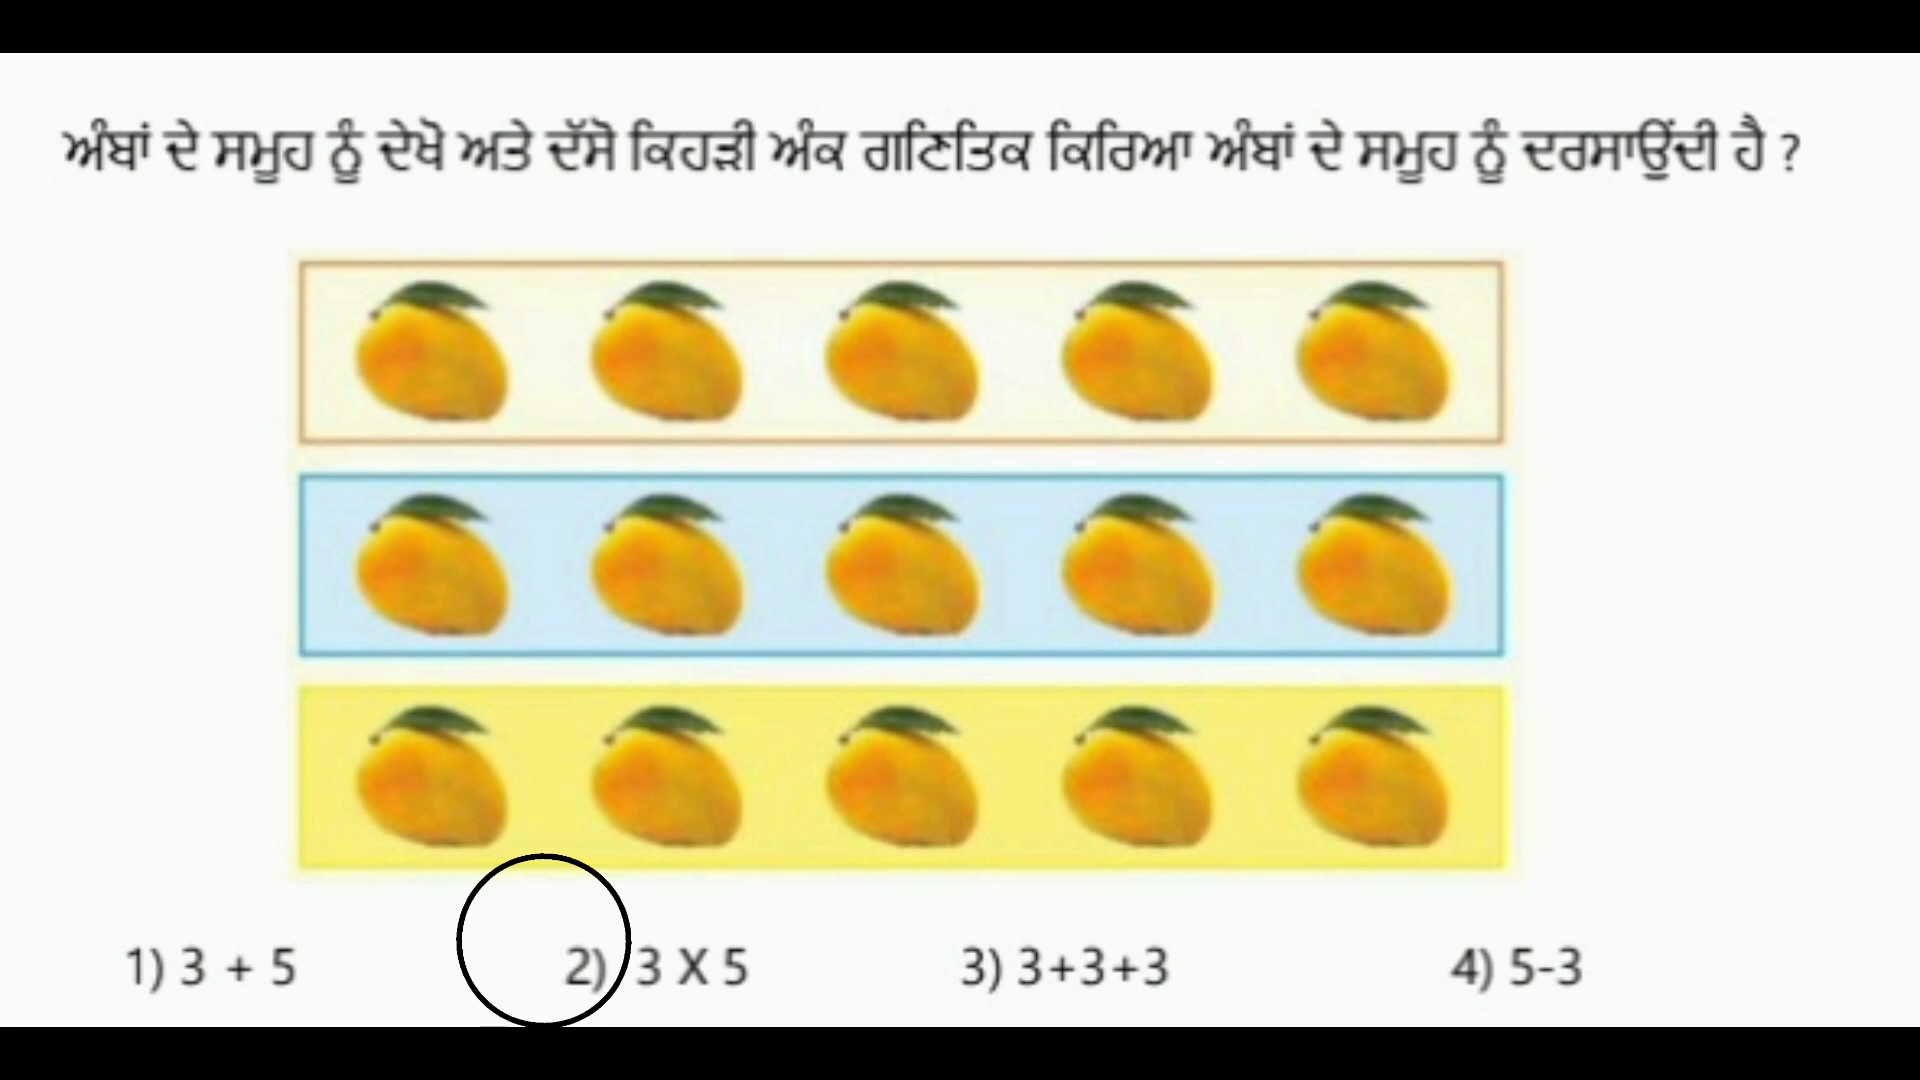 ਅੰਬਾਂ ਦੇ ਸਮੂਹ ਨੂੰ ਦੇਖੋ ਅਤੇ ਦੱਸੋ ਕਿਹੜੀ ਅੰਕ ਗਣਿਤਿਕ ਕਿਰਿਆ ਅੰਬਾਂ ਦੇ ਸਮੂਹ ਨੂੰ ਦਰਸਾਉਂਦੀ ਹੈ ?
1) 3 + 5 2) 3 X 5 3) 3+3+3 4) 5-3